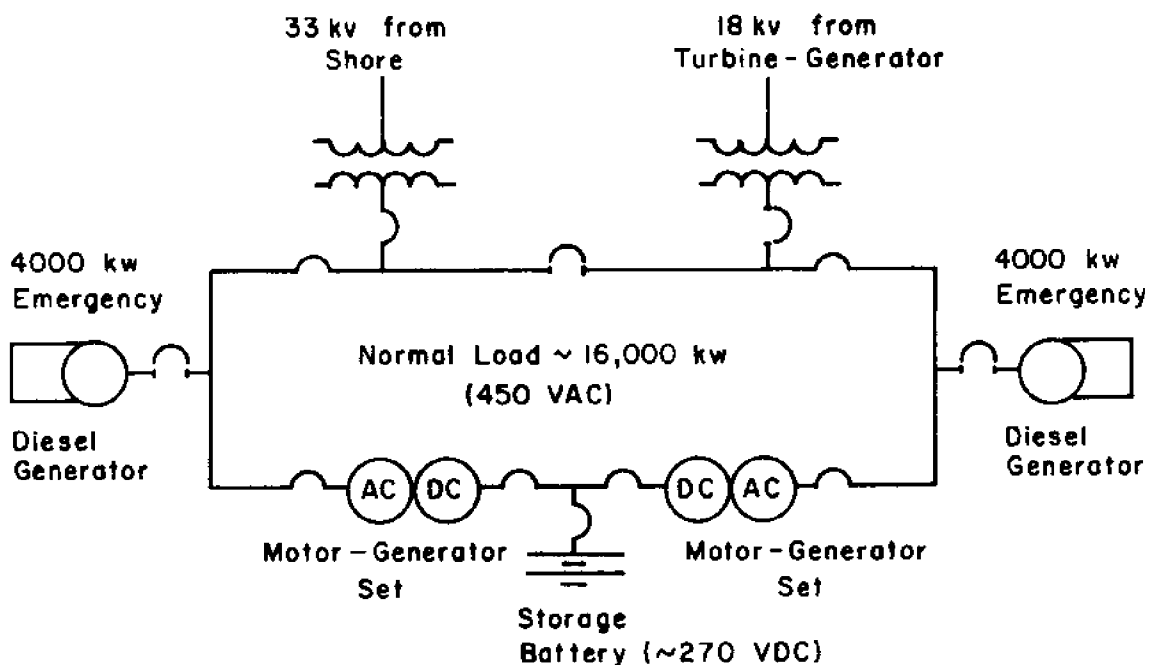 33 kv from
Shore
18 kv from
Turbine-Generator
4000 kw
Emergency
4000 kw
Emergency
Normal Load ~ 16,000 kw
(450 VAC)
Diesel
Generator
Diesel
Generator
AC DC
DC AC
Motor-Generator
Set
Motor-Generator
Set
Storage
Battery (~270 VDC)